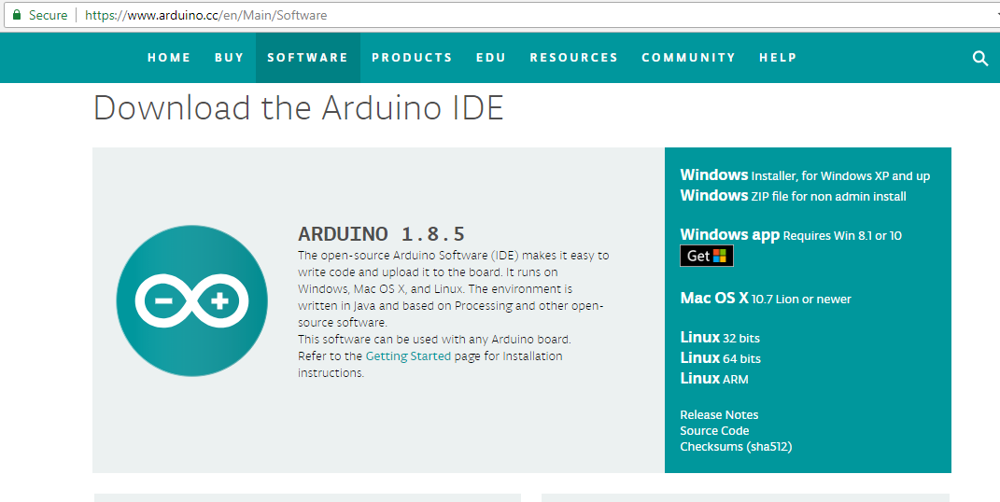 Secure https://www.arduino.cc/en/Main/Software
HOME BUY SOFTWARE PRODUCTS EDU RESOURCES COMMUNITY HELP
Download the Arduino IDE
ARDUINO 1.8.5
The open-source Arduino Software (IDE) makes it easy to
write code and upload it to the board. It runs on
Windows, Mac OS X, and Linux. The environment is
written in Java and based on Processing and other open-
source software.
This software can be used with any Arduino board.
Refer to the Getting Started page for Installation
instructions.
Windows Installer, for Windows XP and up
Windows ZIP file for non admin install
Windows app Requires Win 8.1 or 10
Get
Mac OS X 10.7 Lion or newer
Linux 32 bits
Linux 64 bits
Linux ARM
Release Notes
Source Code
Checksums (sha512)